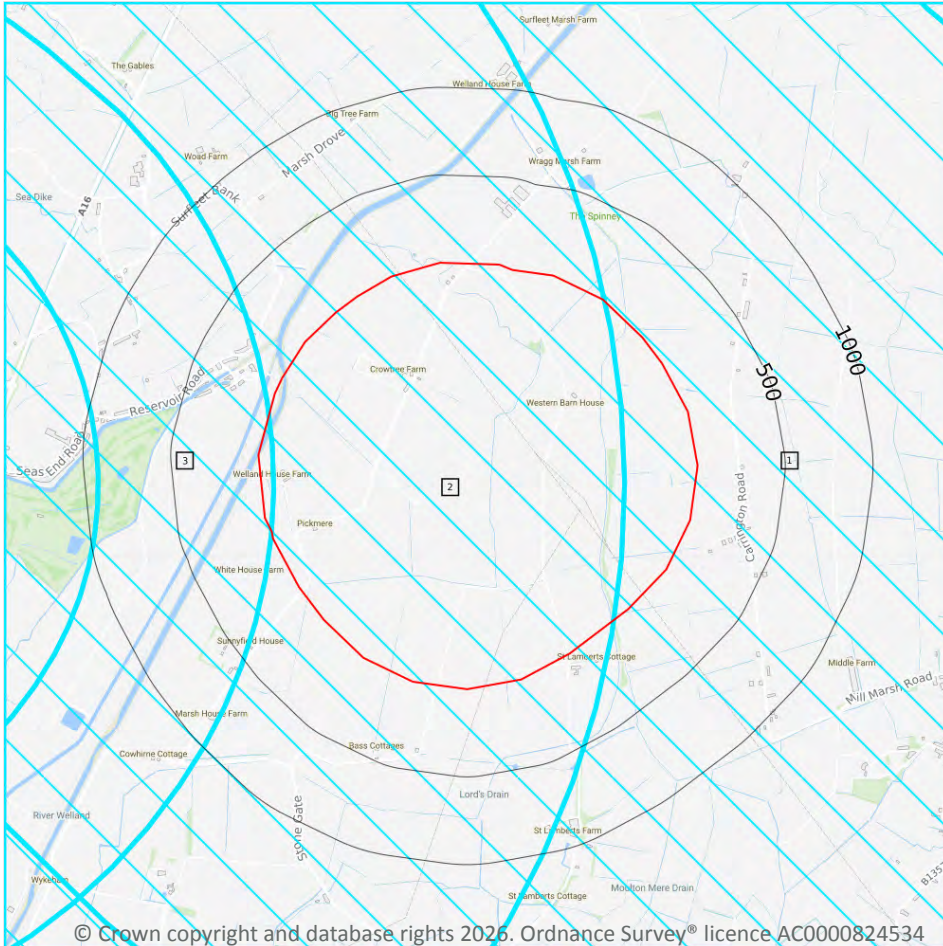 Surfleet Marsh Farm
The Gables
Welland House Farm
Big Tree Farm
Marsh Drove
Woad Farm
Wragg Marsh Farm
Sea Dike
A16
Surfleet Bank
The Spinney
1000
500
Crowtree Farm
Reservoir Road
Western Barn House
Seas End Road
3
1
Welland House Farm
2
Carrington Road
Pickmere
White House Farm
Sunnyfield House
St Lamberts Cottage
Middle Farm
Mill Marsh Road
Marsh House Farm
Bass Cottages
Cowhirne Cottage
Lord's Drain
River Welland
Stone Gate
St Lamberts Farm
B135
Wykeham
Moulton Mere Drain
St Lamberts Cottage
© Crown copyright and database rights 2026. Ordnance Survey® licence AC0000824534